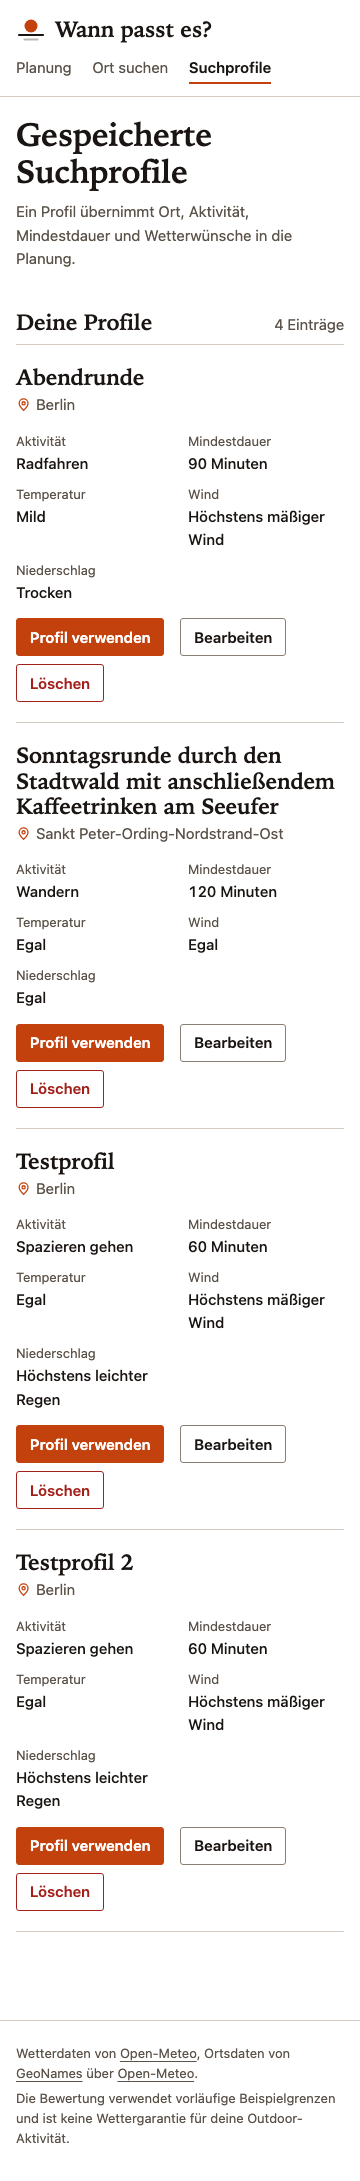 Wann passt es?
Planung Ort suchen Suchprofile
Gespeicherte
Suchprofile
Ein Profil übernimmt Ort, Aktivität,
Mindestdauer und Wetterwünsche in die
Planung.
Deine Profile 4 Einträge
Abendrunde
Berlin
Aktivität Mindestdauer
Radfahren 90 Minuten
Temperatur Wind
Mild Höchstens mäßiger
Wind
Niederschlag
Trocken
Profil verwenden Bearbeiten
Löschen
Sonntagsrunde durch den
Stadtwald mit anschließendem
Kaffeetrinken am Seeufer
Sankt Peter-Ording-Nordstrand-Ost
Aktivität Mindestdauer
Wandern 120 Minuten
Temperatur Wind
Egal Egal
Niederschlag
Egal
Profil verwenden Bearbeiten
Löschen
Testprofil
Berlin
Aktivität Mindestdauer
Spazieren gehen 60 Minuten
Temperatur Wind
Egal Höchstens mäßiger
Wind
Niederschlag
Höchstens leichter
Regen
Profil verwenden Bearbeiten
Löschen
Testprofil 2
Berlin
Aktivität Mindestdauer
Spazieren gehen 60 Minuten
Temperatur Wind
Egal Höchstens mäßiger
Wind
Niederschlag
Höchstens leichter
Regen
Profil verwenden Bearbeiten
Löschen
Wetterdaten von Open-Meteo, Ortsdaten von
GeoNames über Open-Meteo.
Die Bewertung verwendet vorläufige Beispielgrenzen
und ist keine Wettergarantie für deine Outdoor-
Aktivität.